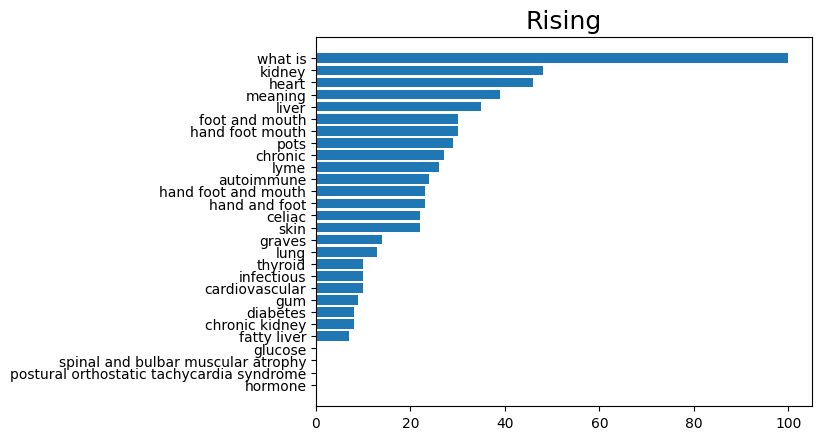 Rising
what is
kidney
heart
meaning
liver
foot and mouth
hand foot mouth
pots
chronic
lyme
autoimmune
hand foot and mouth
hand and foot
celiac
skin
graves
lung
thyroid
infectious
cardiovascular
gum
diabetes
chronic kidney
fatty liver
glucose
spinal and bulbar muscular atrophy
postural orthostatic tachycardia syndrome
hormone
0 20 40 60 80 100